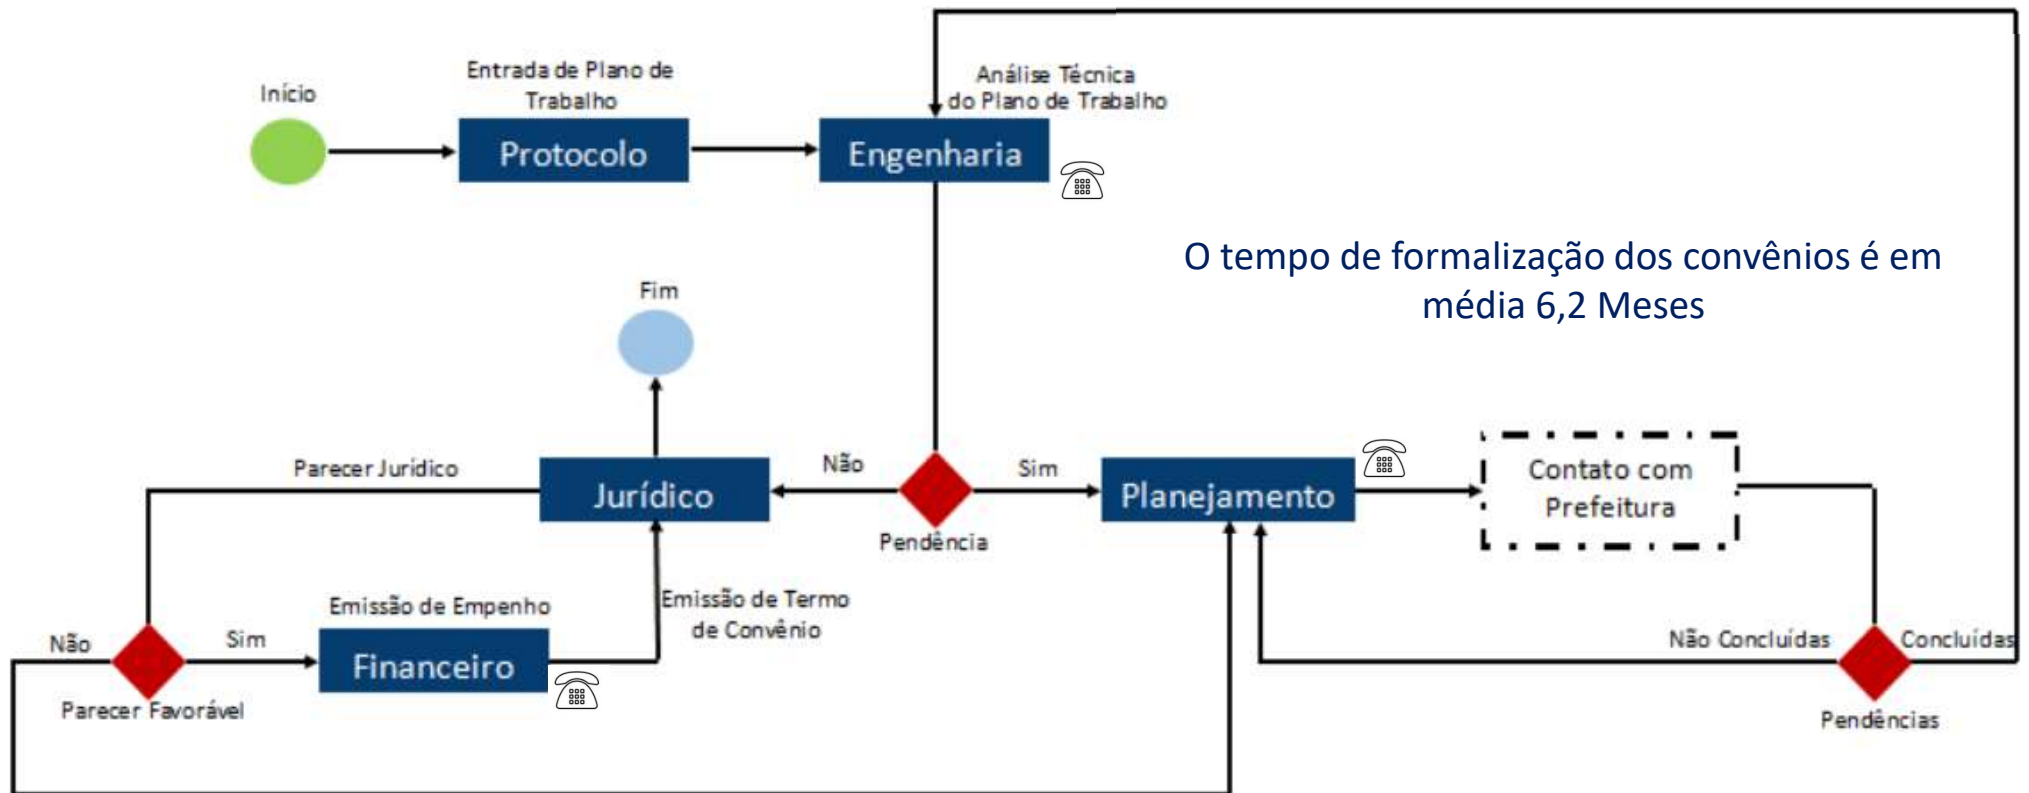 Início
Entrada de Plano de
Trabalho
Protocolo
Análise Técnica
do Plano de Trabalho
Engenharia
O tempo de formalização dos convênios é em
média 6,2 Meses
Fim
Parecer Jurídico
Jurídico
Não
Pendência
Sim
Planejamento
Contato com
Prefeitura
Não
Parecer Favorável
Sim
Emissão de Empenho
Financeiro
Emissão de Termo
de Convênio
Não Concluídas
Concluídas
Pendências